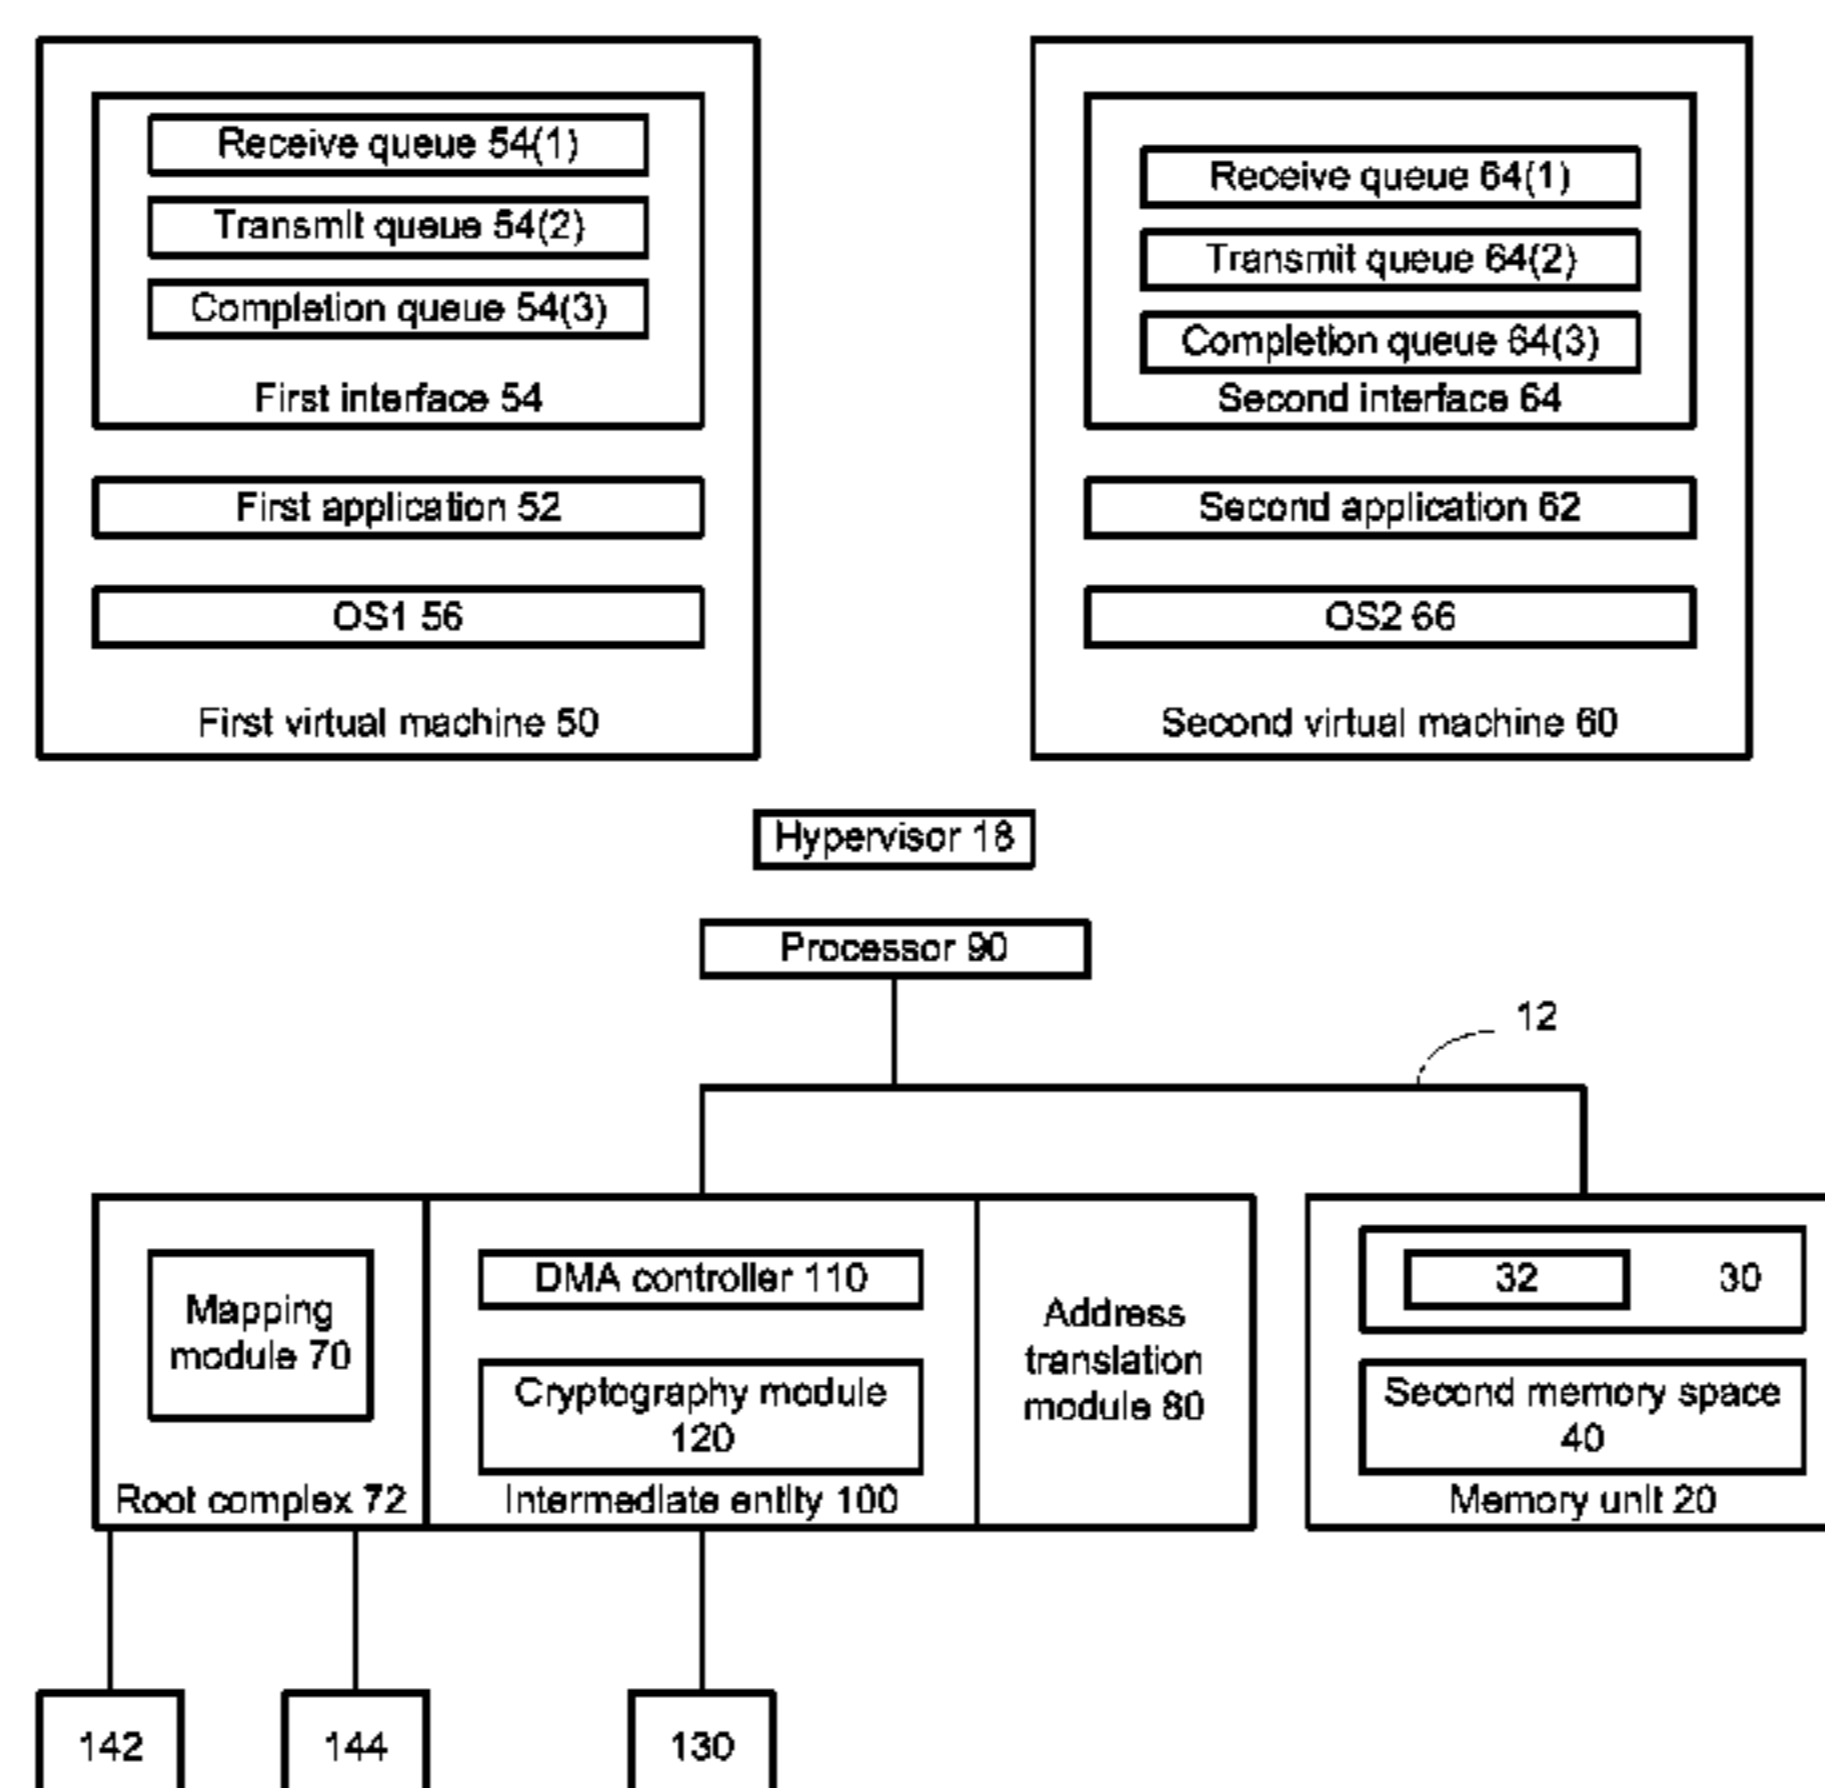 Receive queue 54(1)
Transmit queue 54(2)
Completion queue 54(3)
First interface 54
First application 52
OS1 56
First virtual machine 50
Receive queue 64(1)
Transmit queue 64(2)
Completion queue 64(3)
Second interface 64
Second application 62
OS2 66
Second virtual machine 60
Hypervisor 18
Processor 90
12
Mapping
module 70
Root complex 72
DMA controller 110
Cryptography module
120
Intermediate entity 100
Address
translation
module 80
32
30
Second memory space
40
Memory unit 20
142
144
130